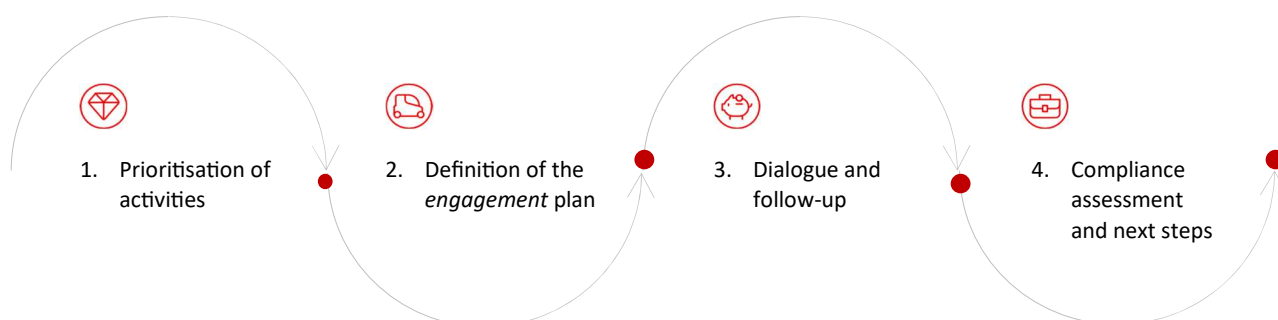 1. Prioritisation of
activities
2. Definition of the
engagement plan
3. Dialogue and
follow-up
4. Compliance
assessment
and next steps